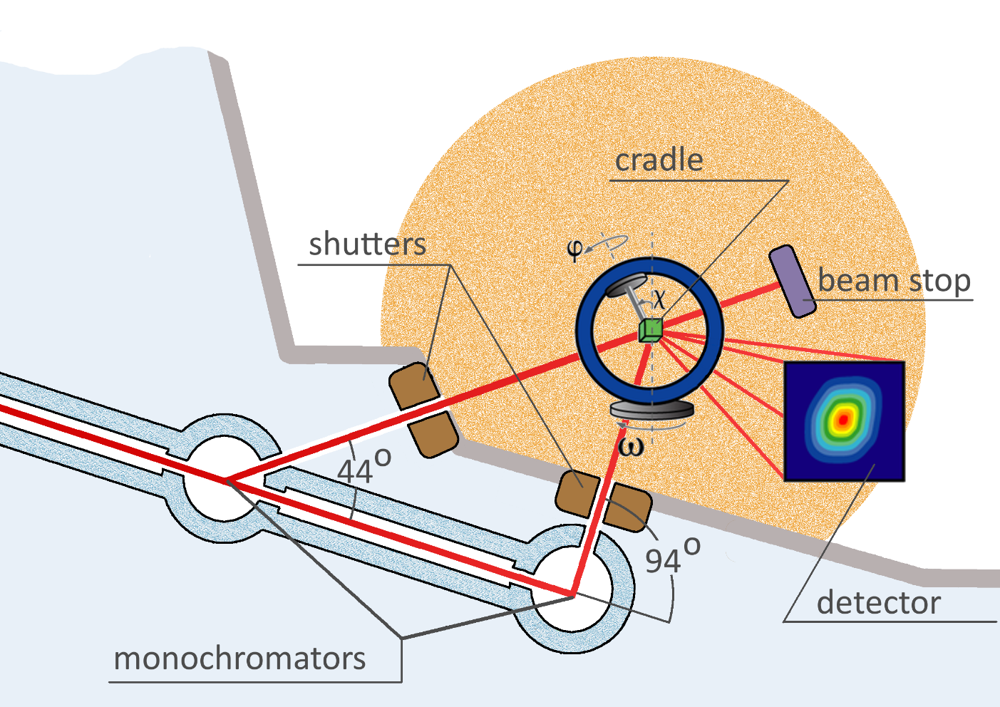 cradle
shutters
φ
χ
beam stop
ω
44°
94°
detector
monochromators